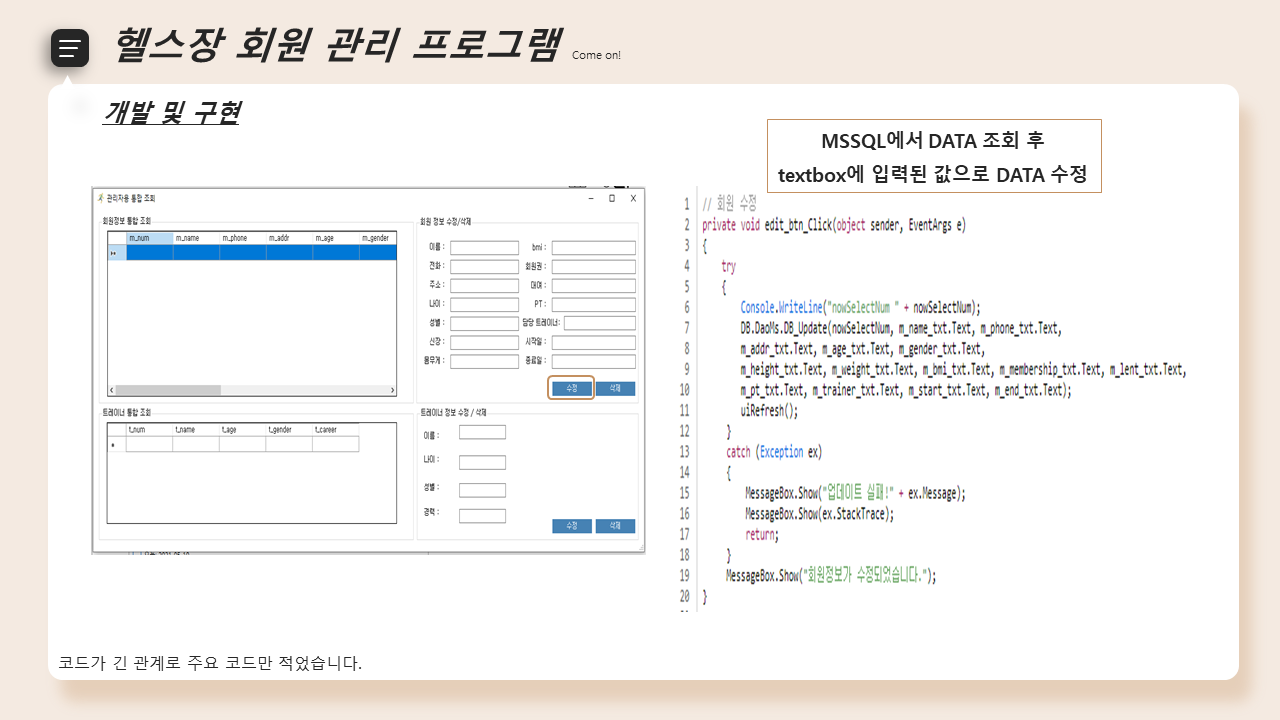 헬스장 회원 관리 프로그램 Come on!
개발 및 구현
MSSQL에서 DATA 조회 후
textbox에 입력된 값으로 DATA 수정
관리자용 통합 조회
회원정보 통합 조회
m_num m_name m_phone m_addr m_age m_gender
회원 정보 수정/삭제
이름 : bmi :
전화 : 회원권 :
주소 : 대여 :
나이 : PT :
성별 : 담당 트레이너:
신장 : 시작일 :
몸무게 : 종료일 :
수정 삭제
트레이너 통합 조회
t_num t_name t_age t_gender t_career
트레이너 정보 수정 / 삭제
이름 :
나이 :
성별 :
경력 :
수정 삭제
1 // 회원 수정
2 private void edit_btn_Click(object sender, EventArgs e)
3 {
4 try
5 {
6 Console.WriteLine("nowSelectNum " + nowSelectNum);
7 DB.DaoMs.DB_Update(nowSelectNum, m_name_txt.Text, m_phone_txt.Text,
8 m_addr_txt.Text, m_age_txt.Text, m_gender_txt.Text,
9 m_height_txt.Text, m_weight_txt.Text, m_bmi_txt.Text, m_membership_txt.Text, m_lent_txt.Text,
10 m_pt_txt.Text, m_trainer_txt.Text, m_start_txt.Text, m_end_txt.Text);
11 uiRefresh();
12 }
13 catch (Exception ex)
14 {
15 MessageBox.Show("업데이트 실패!" + ex.Message);
16 MessageBox.Show(ex.StackTrace);
17 return;
18 }
19 MessageBox.Show("회원정보가 수정되었습니다.");
20 }
코드가 긴 관계로 주요 코드만 적었습니다.